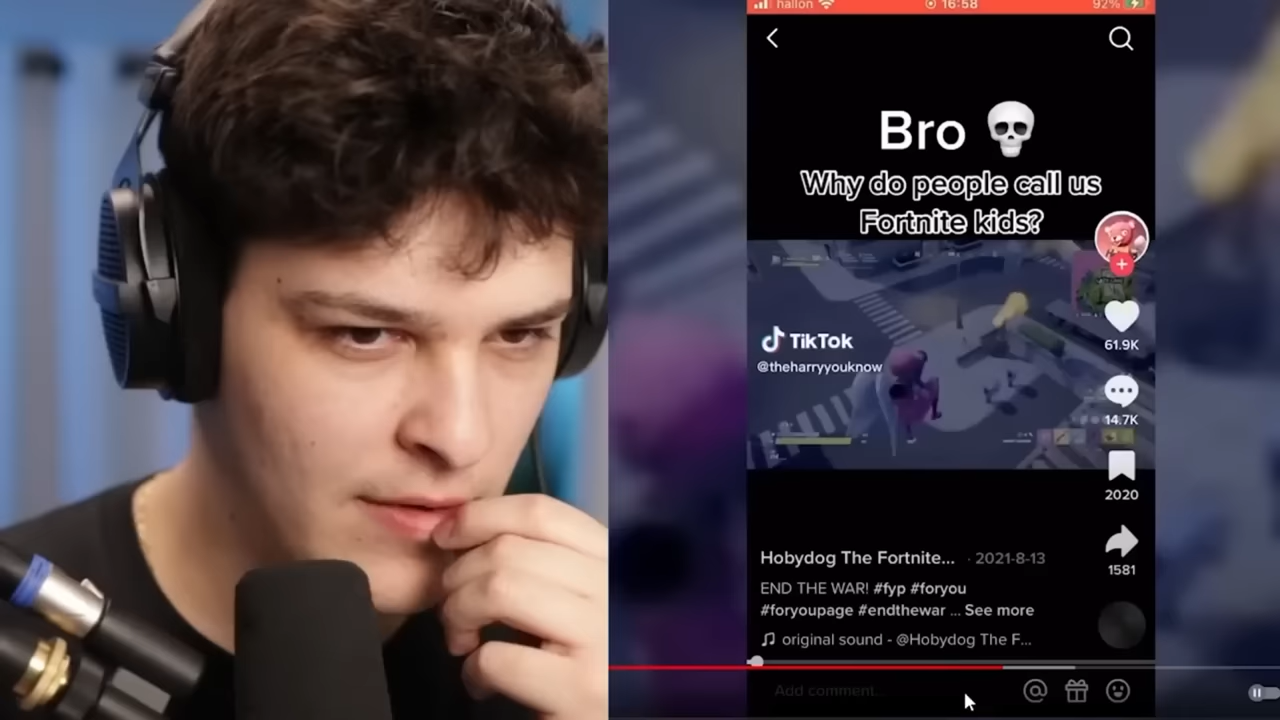 hallon
16:58
92%
Bro 💀
Why do people call us
Fortnite kids?
TikTok
@theharryyouknow
61.9K
14.7K
2020
1581
Hobydog The Fortnite... · 2021-8-13
END THE WAR! #fyp #foryou
#foryoupage #endthewar ... See more
original sound - @Hobydog The F...
Add comment...